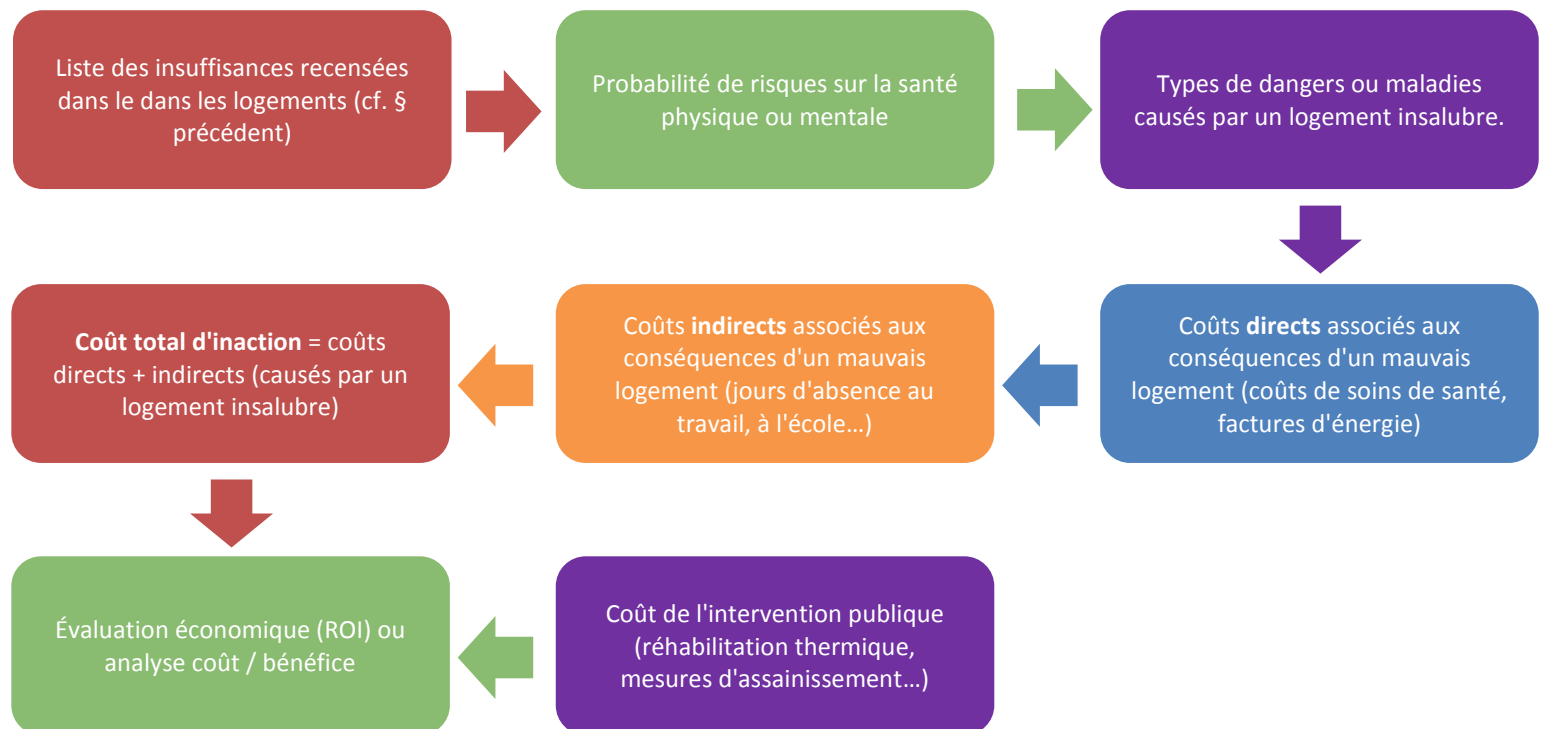 Liste des insuffisances recensées
dans le dans les logements (cf. §
précédent)
Probabilité de risques sur la santé
physique ou mentale
Types de dangers ou maladies
causés par un logement insalubre.
Coûts directs associés aux
conséquences d'un mauvais
logement (coûts de soins de santé,
factures d'énergie)
Coûts indirects associés aux
conséquences d'un mauvais
logement (jours d'absence au
travail, à l'école…)
Coût total d'inaction = coûts
directs + indirects (causés par un
logement insalubre)
Évaluation économique (ROI) ou
analyse coût / bénéfice
Coût de l'intervention publique
(réhabilitation thermique,
mesures d'assainissement…)